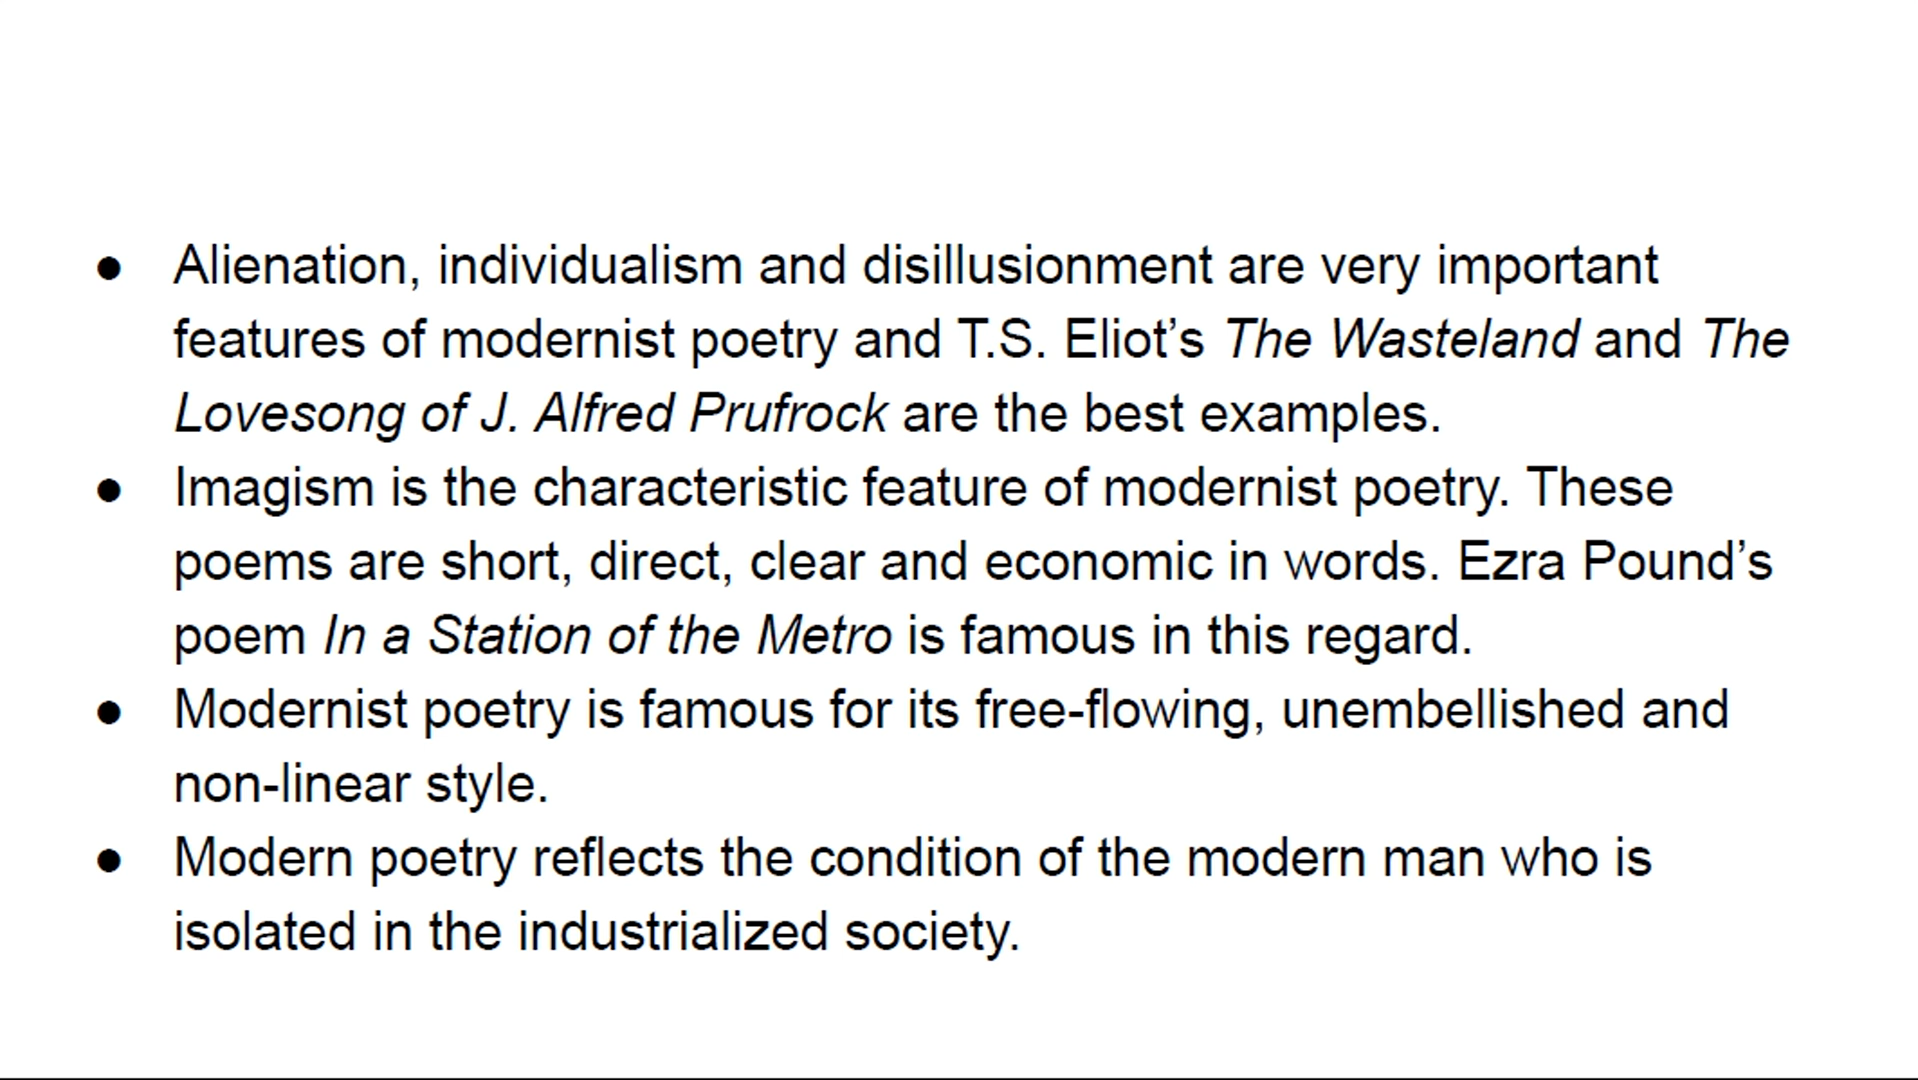 ● Alienation, individualism and disillusionment are very important
features of modernist poetry and T.S. Eliot’s The Wasteland and The
Lovesong of J. Alfred Prufrock are the best examples.
● Imagism is the characteristic feature of modernist poetry. These
poems are short, direct, clear and economic in words. Ezra Pound’s
poem In a Station of the Metro is famous in this regard.
● Modernist poetry is famous for its free-flowing, unembellished and
non-linear style.
● Modern poetry reflects the condition of the modern man who is
isolated in the industrialized society.